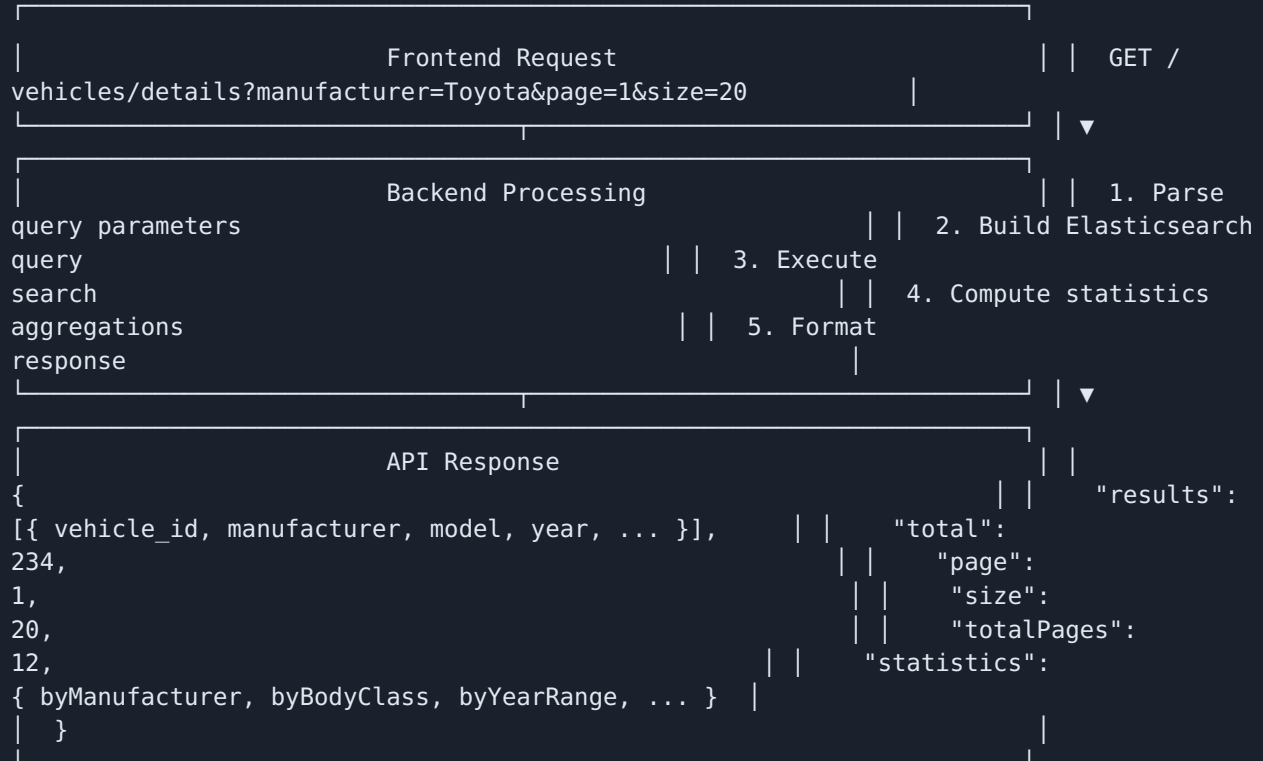 ┌─────────────────────────────────────────────────────────────────────┐
│                         Frontend Request                             │ │  GET /
vehicles/details?manufacturer=Toyota&page=1&size=20           │
└──────────────────────────────────┬──────────────────────────────────┘ │ ▼
┌─────────────────────────────────────────────────────────────────────┐
│                         Backend Processing                           │ │  1. Parse
query parameters                                           │ │  2. Build Elasticsearch
query                                        │ │  3. Execute
search                                                   │ │  4. Compute statistics
aggregations                                  │ │  5. Format
response                                                  │
└──────────────────────────────────┬──────────────────────────────────┘ │ ▼
┌─────────────────────────────────────────────────────────────────────┐
│                         API Response                                 │ │
{                                                                   │ │    "results":
[{ vehicle_id, manufacturer, model, year, ... }],     │ │    "total":
234,                                                     │ │    "page":
1,                                                        │ │    "size":
20,                                                       │ │    "totalPages":
12,                                                 │ │    "statistics":
{ byManufacturer, byBodyClass, byYearRange, ... }  │
│  }                                                                   │